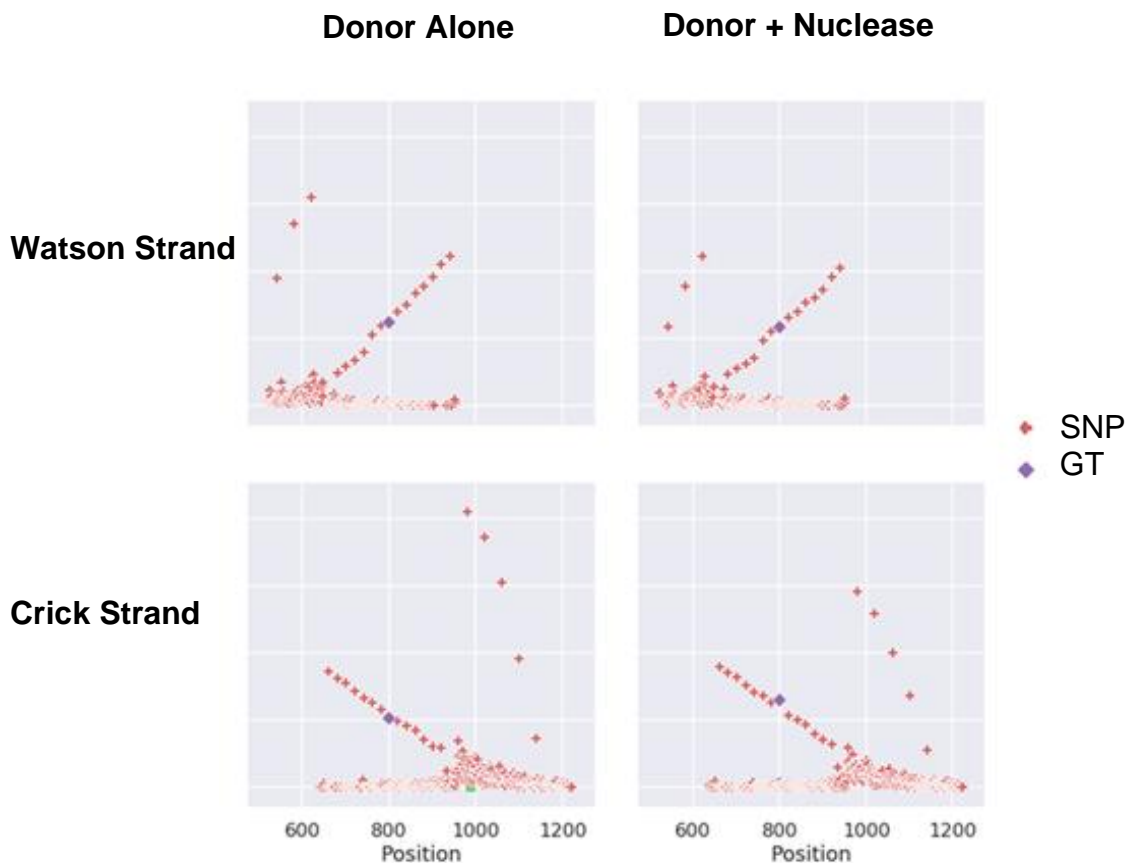 Donor Alone
Donor + Nuclease
Watson Strand
SNP
GT
Crick Strand
600 800 1000 1200
Position
600 800 1000 1200
Position